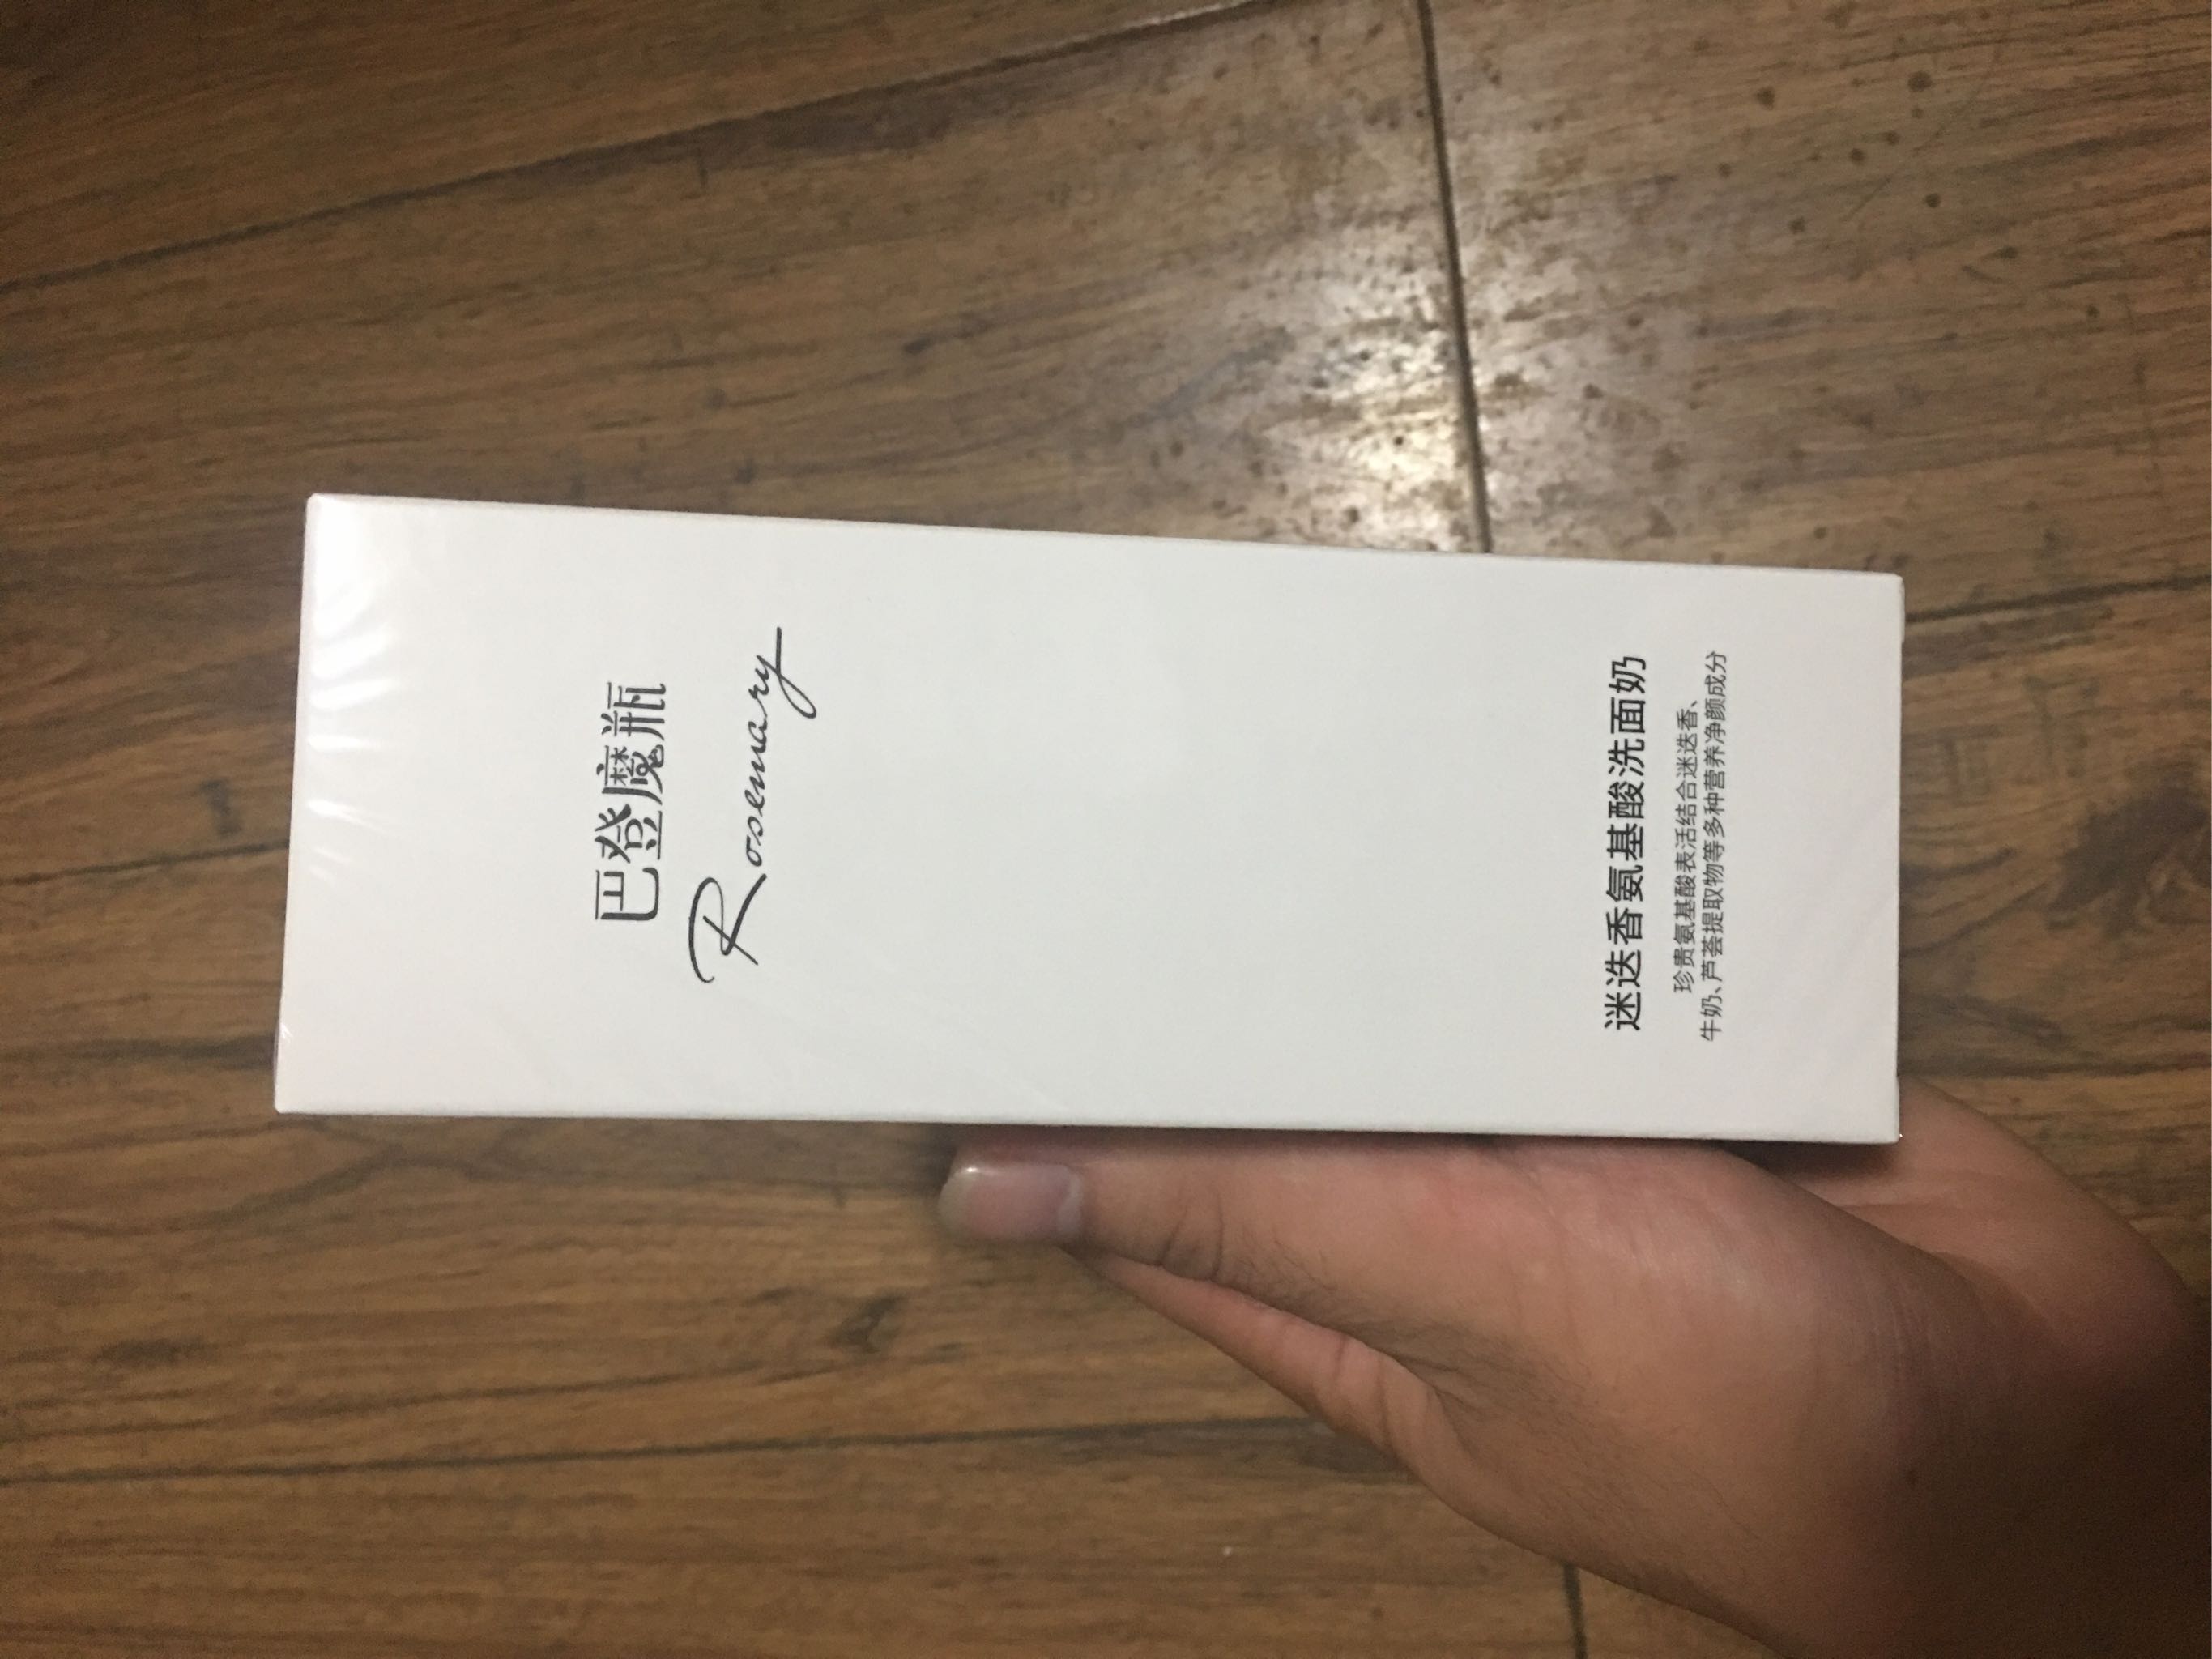 巴登魔瓶
Rosemary
迷迭香氨基酸洗面奶
珍贵氨基酸表活结合迷迭香、
牛奶、芦荟提取物等多种营养净颜成分